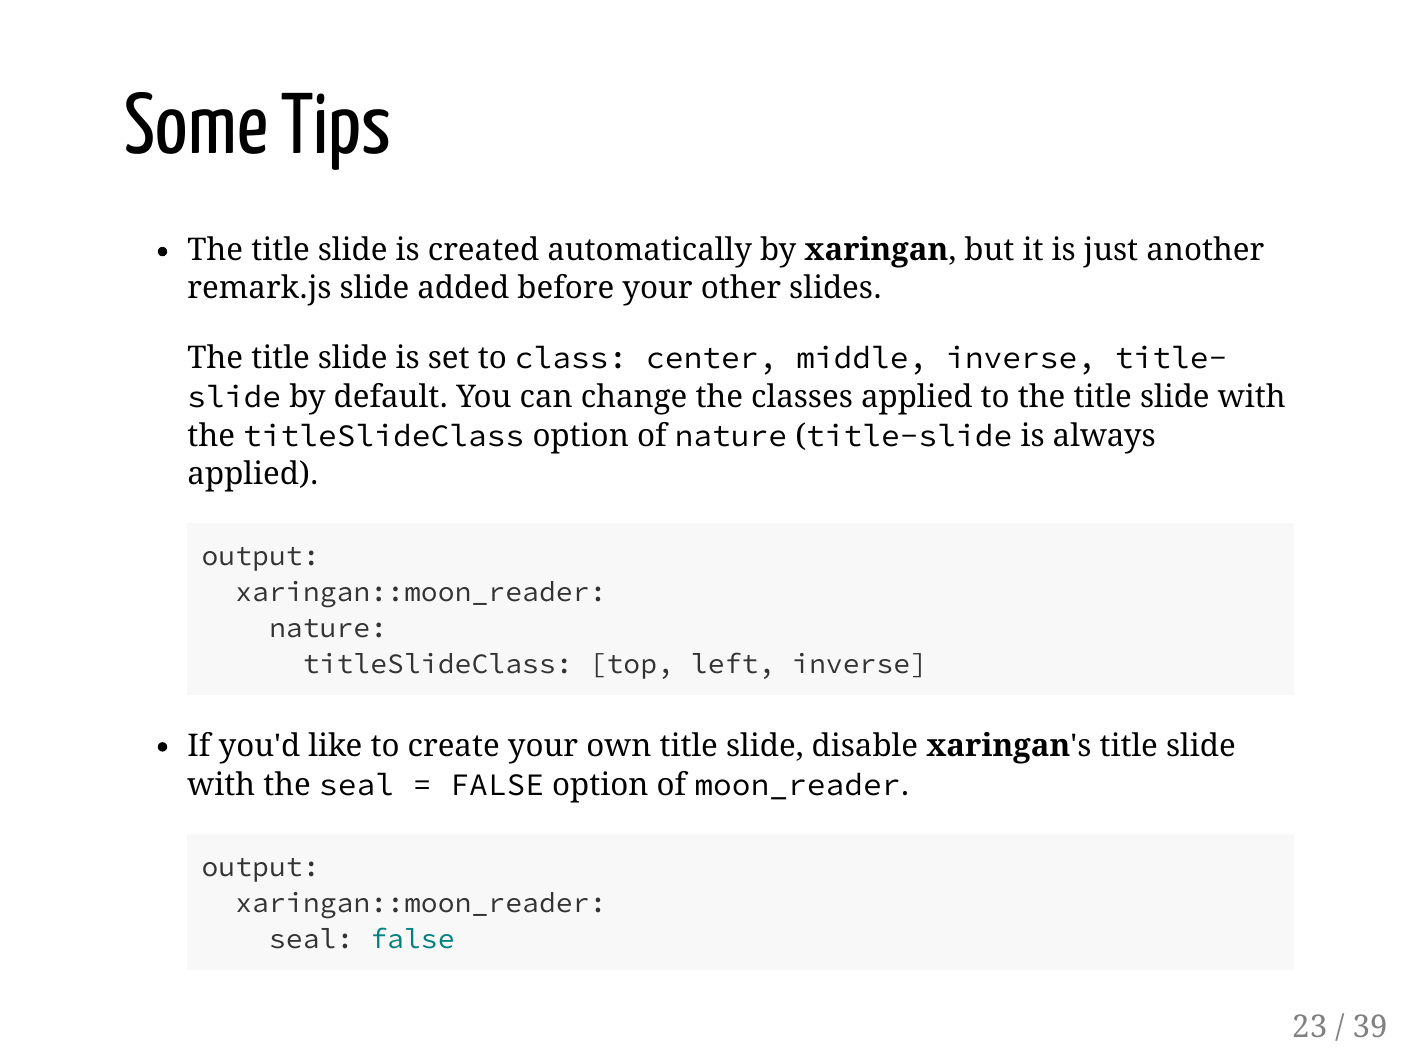 Some Tips
• The title slide is created automatically by xaringan, but it is just another
remark.js slide added before your other slides.
The title slide is set to class: center, middle, inverse, title-
slide by default. You can change the classes applied to the title slide with
the titleSlideClass option of nature (title-slide is always
applied).
output:
  xaringan::moon_reader:
    nature:
      titleSlideClass: [top, left, inverse]
• If you'd like to create your own title slide, disable xaringan's title slide
with the seal = FALSE option of moon_reader.
output:
  xaringan::moon_reader:
    seal: false
23 / 39